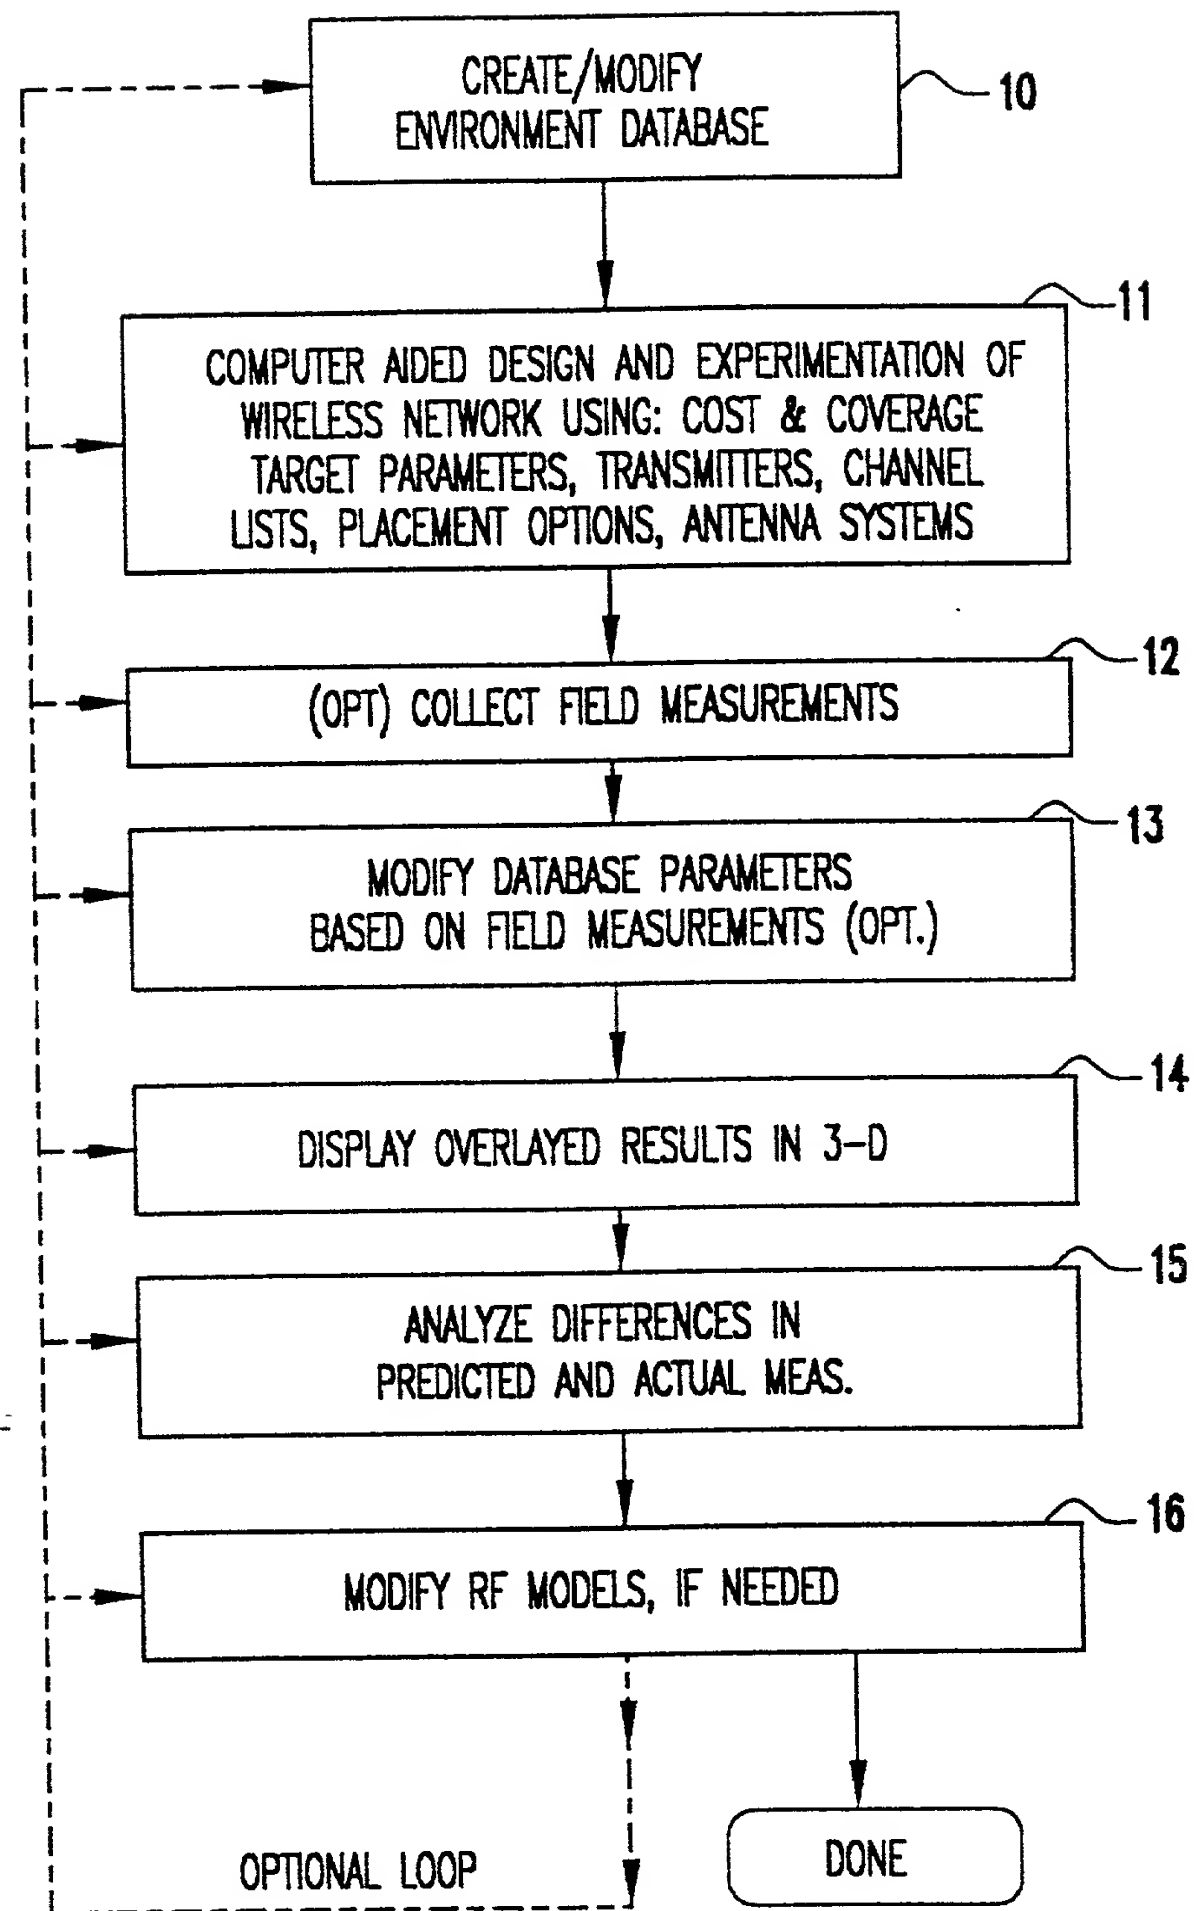 CREATE/MODIFY
ENVIRONMENT DATABASE
10
11
COMPUTER AIDED DESIGN AND EXPERIMENTATION OF
WIRELESS NETWORK USING: COST & COVERAGE
TARGET PARAMETERS, TRANSMITTERS, CHANNEL
LISTS, PLACEMENT OPTIONS, ANTENNA SYSTEMS
12
(OPT) COLLECT FIELD MEASUREMENTS
13
MODIFY DATABASE PARAMETERS
BASED ON FIELD MEASUREMENTS (OPT.)
14
DISPLAY OVERLAYED RESULTS IN 3-D
15
ANALYZE DIFFERENCES IN
PREDICTED AND ACTUAL MEAS.
16
MODIFY RF MODELS, IF NEEDED
OPTIONAL LOOP
DONE